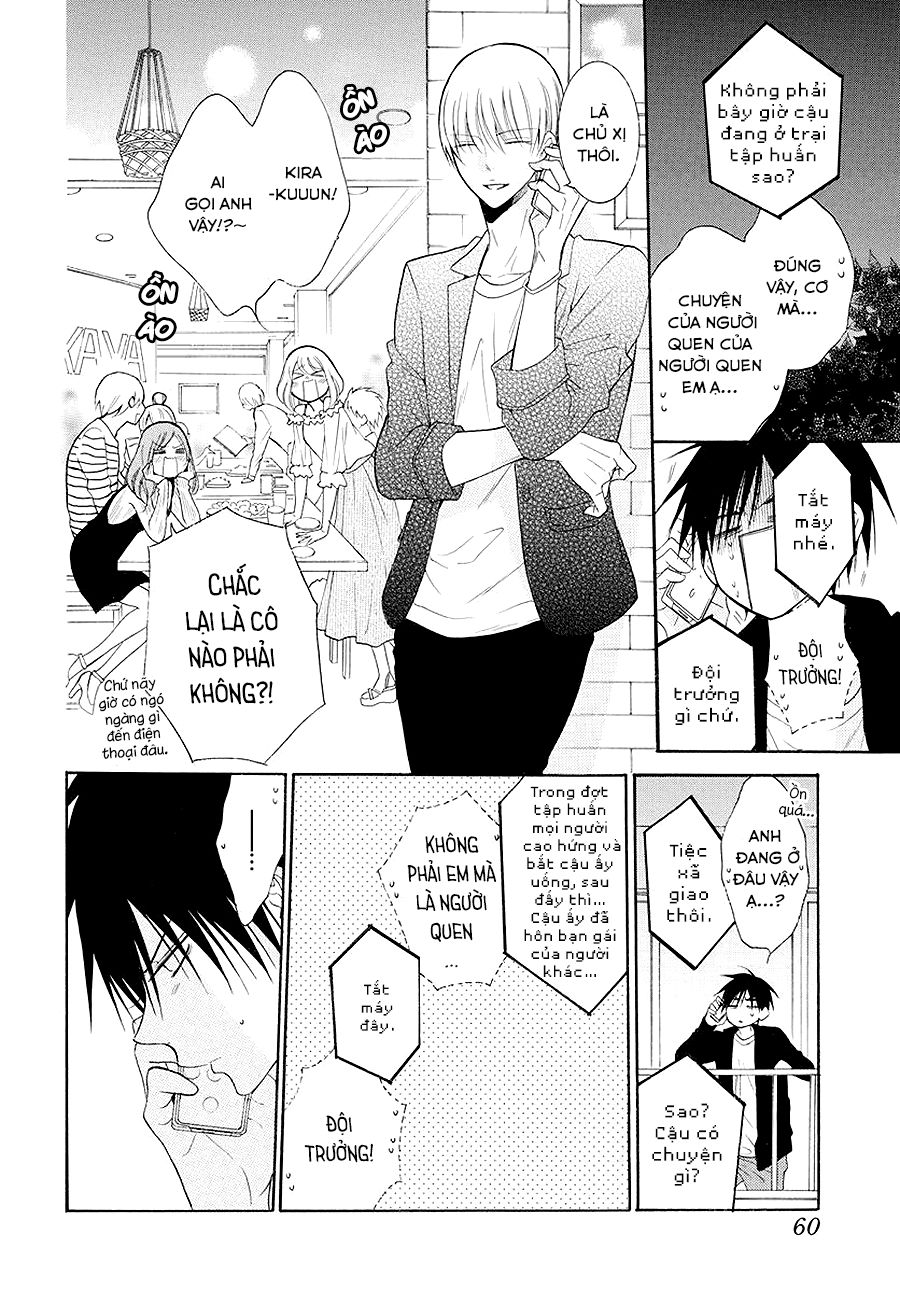 Không phải
bây giờ cậu
đang ở trại
tập huấn
sao?
ĐÚNG
VẬY, CƠ
MÀ...
CHUYỆN
CỦA NGƯỜI
QUEN CỦA
NGƯỜI QUEN
EM Ạ...
Tắt
máy
nhé.
ĐỘI
TRƯỞNG!
Đội
trưởng
gì chứ.
LÀ
CHỦ XỊ
THÔI.
ỒN
ÀO
KIRA
-KUUUN!
AI
GỌI ANH
VẬY!?~
ỒN
ÀO
KAVA
CHẮC
LẠI LÀ CÔ
NÀO PHẢI
KHÔNG?!
Chứ nãy
giờ có ngó
ngàng gì
đến điện
thoại đâu.
Ồn
quá...
ANH
ĐANG Ở
ĐÂU VẬY
Ạ...?
Tiệc
xã
giao
thôi.
Sao?
Cậu có
chuyện
gì?
Trong đợt
tập huấn
mọi người
cao hứng và
bắt cậu ấy
uống, sau
đấy thì...
Cậu ấy đã
hôn bạn gái
của người
khác...
KHÔNG
PHẢI EM MÀ
LÀ NGƯỜI
QUEN
...
Tắt
máy
đây.
ĐỘI
TRƯỞNG!
60